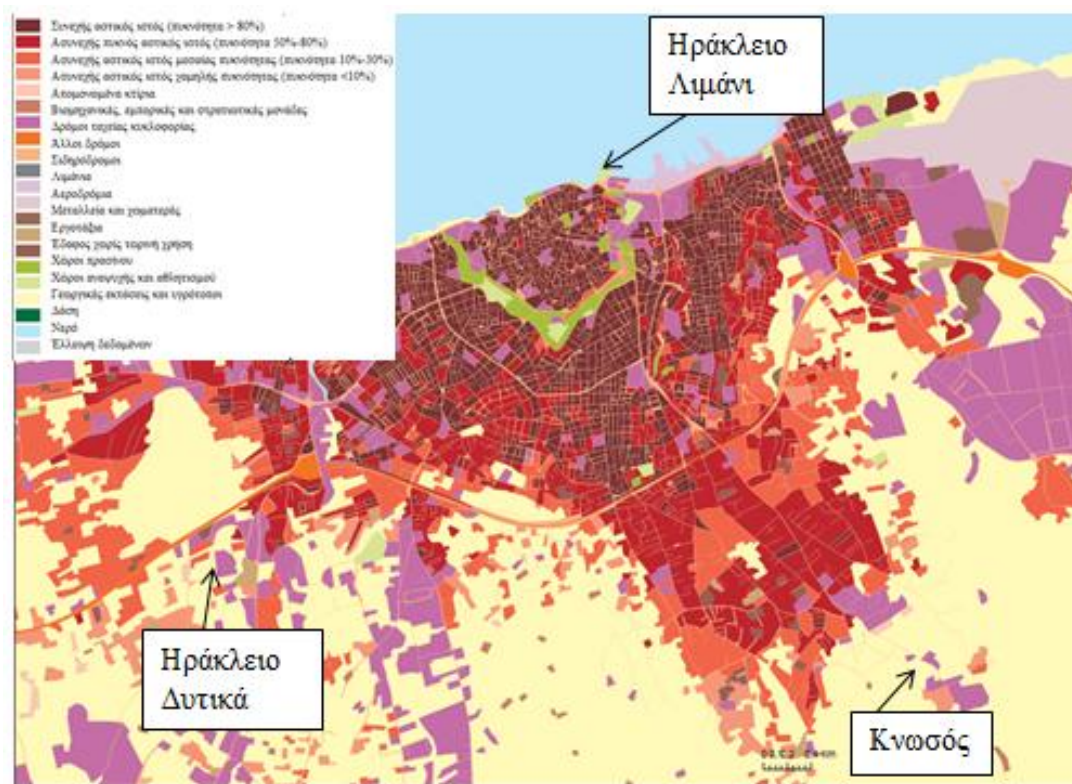 Συνεχής αστικός ιστός (πυκνότητα > 80%)
Ασυνεχής πυκνός αστικός ιστός (πυκνότητα 50%-80%)
Ασυνεχής αστικός ιστός μεσαίας πυκνότητας (πυκνότητα 10%-30%)
Ασυνεχής αστικός ιστός χαμηλής πυκνότητας (πυκνότητα <10%)
Απομονωμένα κτίρια
Βιομηχανικές, εμπορικές και στρατιωτικές μονάδες
Δρόμοι ταχείας κυκλοφορίας
Άλλοι δρόμοι
Σιδηρόδρομοι
Λιμάνια
Αεροδρόμια
Μεταλλεία και χωματερές
Εργοτάξια
Έδαφος χωρίς τωρινή χρήση
Χώροι πρασίνου
Χώροι αναψυχής και αθλητισμού
Γεωργικές εκτάσεις και υγρότοποι
Δάση
Νερό
Έλλειψη δεδομένων
Ηράκλειο
Λιμάνι
Ηράκλειο
Δυτικά
Κνωσός